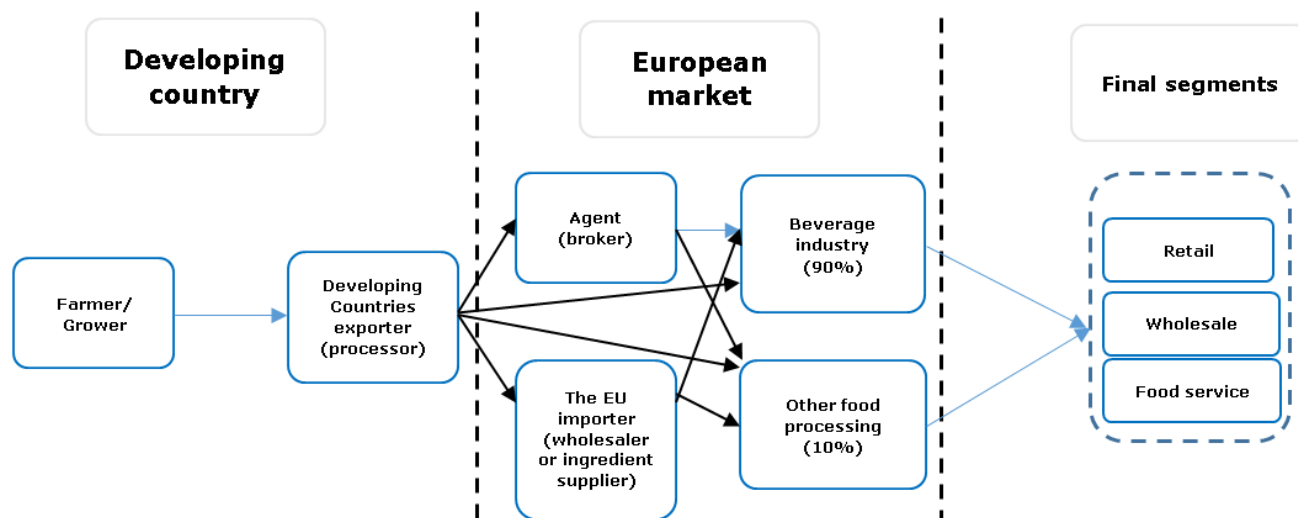 Developing
country
European
market
Final segments
Farmer/
Grower
Developing
Countries
exporter
(processor)
Agent
(broker)
The EU
importer
(wholesaler
or ingredient
supplier)
Beverage
industry
(90%)
Other food
processing
(10%)
Retail
Wholesale
Food service